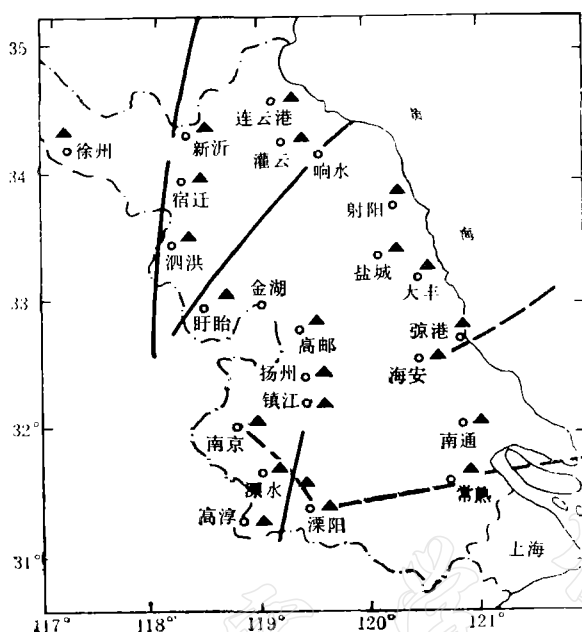 35
连云港
徐州
新沂
灌云
响水
海
34
宿迁
射阳
泗洪
盐城
海
大丰
金湖
33
盱眙
高邮
弶港
扬州
海安
镇江
32°
南京
南通
溧水
常熟
高淳
溧阳
上海
31°
117°
118°
119°
120°
121°